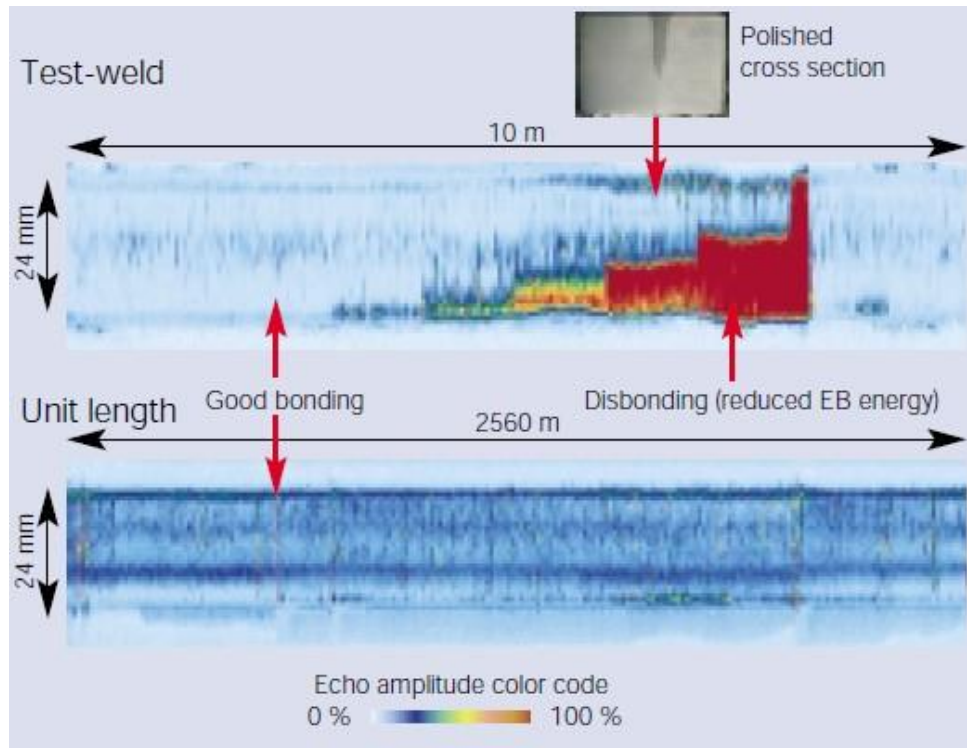 Polished
cross section
Test-weld
10 m
24 mm
Good bonding
Disbonding (reduced EB energy)
Unit length
2560 m
24 mm
Echo amplitude color code
0 %
100 %